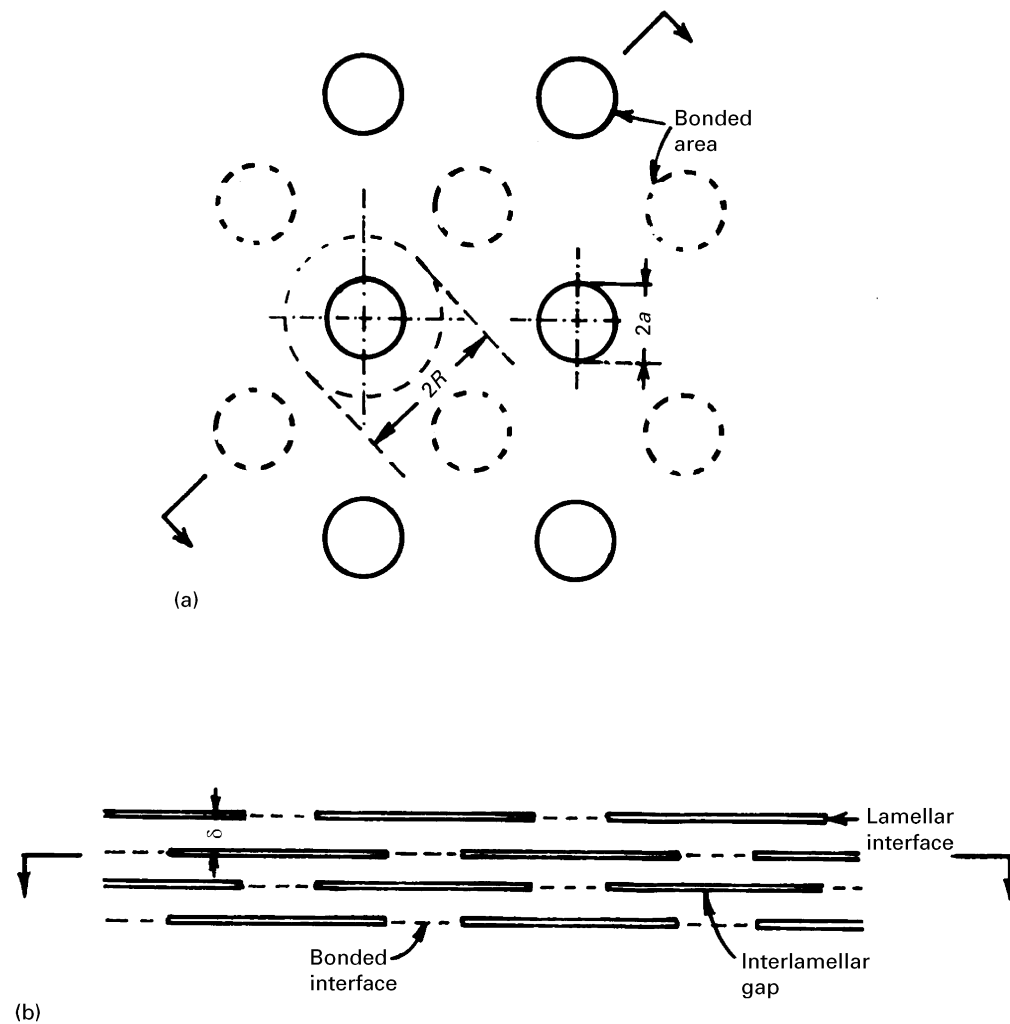 Bonded
area
2a
2R
(a)
δ
Lamellar
interface
Bonded
interface
Interlamellar
gap
(b)